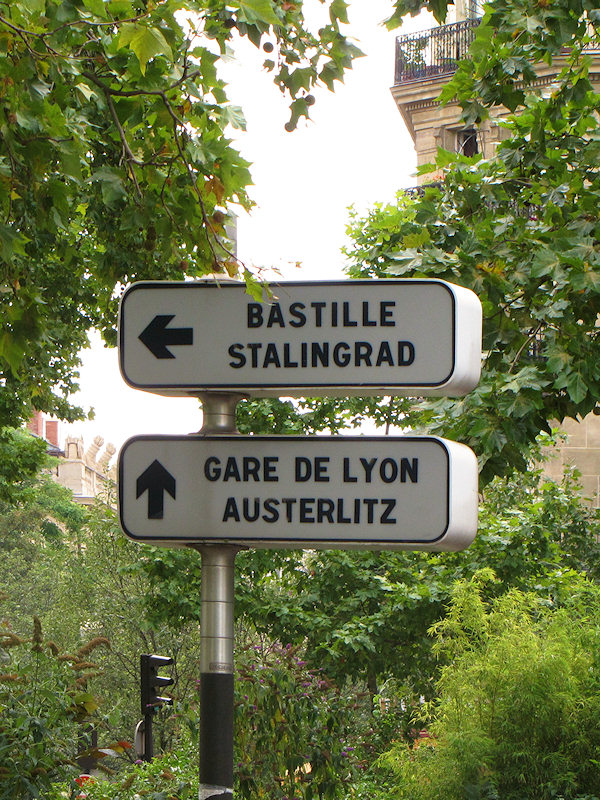 BASTILLE
STALINGRAD
GARE DE LYON
AUSTERLITZ